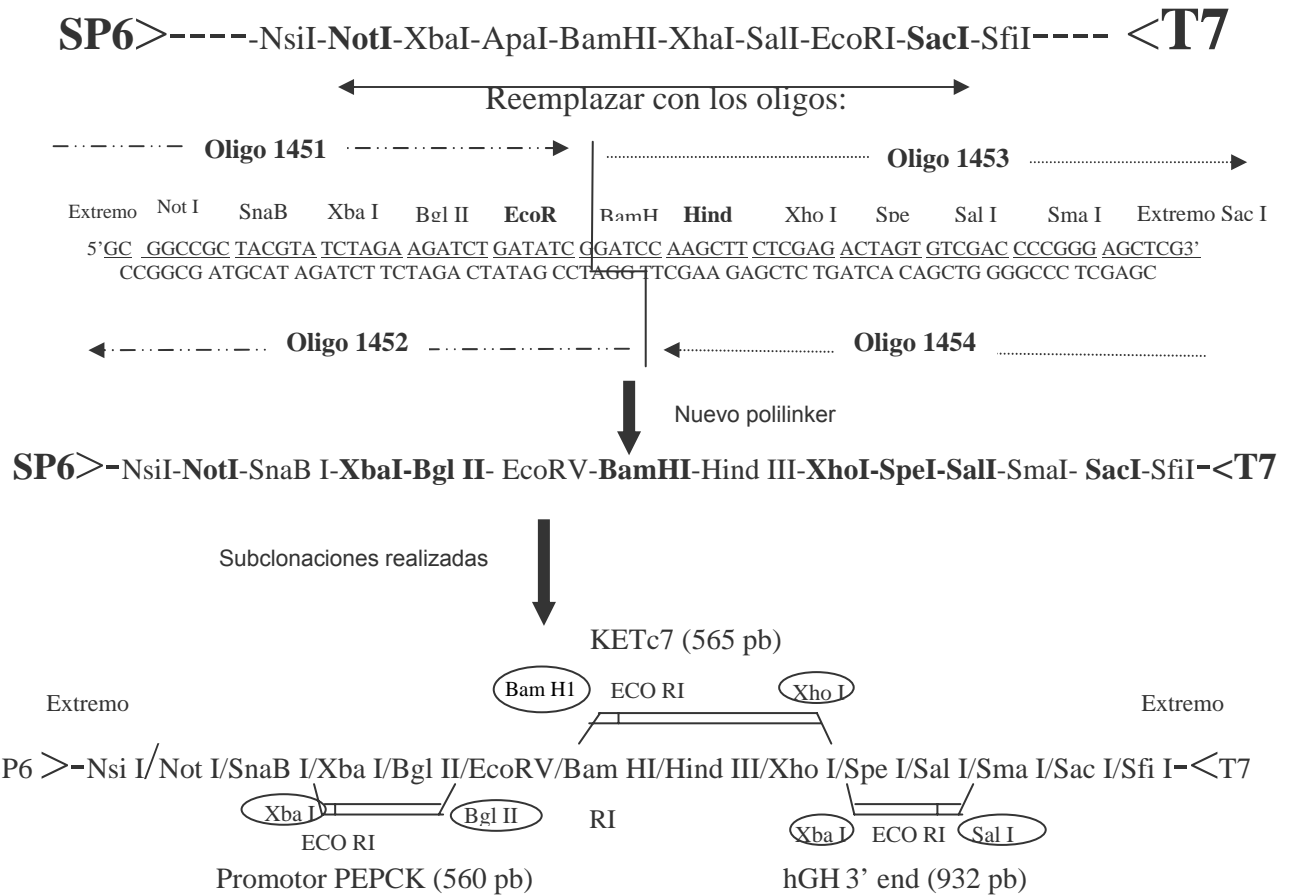 SP6>-----NsiI-NotI-XbaI-ApaI-BamHI-XhaI-SalI-EcoRI-SacI-SfiI---- <T7
Reemplazar con los oligos:
Oligo 1451 Oligo 1453
Extremo Not I SnaB Xba I Bgl II EcoR BamH Hind Xho I Spe Sal I Sma I Extremo Sac I
5'GC GGCCGC TACGTA TCTAGA AGATCT GATATC GGATCC AAGCTT CTCGAG ACTAGT GTCGAC CCCGGG AGCTCG3'
CCGGCG ATGCAT AGATCT TCTAGA CTATAG CCTAGG TTCGAA GAGCTC TGATCA CAGCTG GGGCCC TCGAGC
Oligo 1452 Oligo 1454
Nuevo polilinker
SP6>-NsiI-NotI-SnaB I-XbaI-Bgl II- EcoRV-BamHI-Hind III-XhoI-SpeI-SalI-SmaI- SacI-SfiI-<T7
Subclonaciones realizadas
KETc7 (565 pb)
Bam H1 ECO RI Xho I
Extremo Extremo
P6 >-Nsi I/Not I/SnaB I/Xba I/Bgl II/EcoRV/Bam HI/Hind III/Xho I/Spe I/Sal I/Sma I/Sac I/Sfi I-<T7
Xba I Bgl II RI Xba I ECO RI Sal I
ECO RI
Promotor PEPCK (560 pb) hGH 3' end (932 pb)